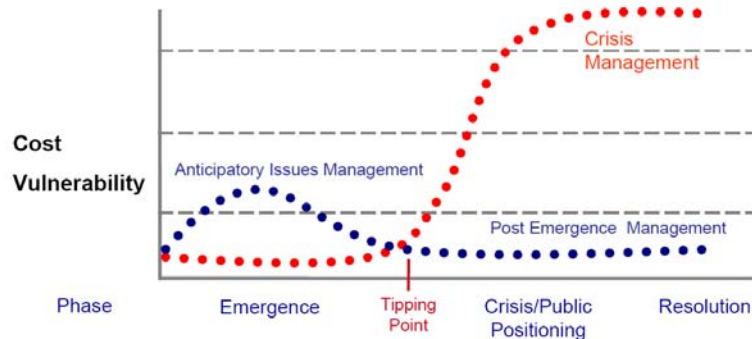 Crisis
Management
Cost
Vulnerability
Anticipatory Issues Management
Post Emergence Management
Phase
Emergence
Tipping
Point
Crisis/Public
Positioning
Resolution